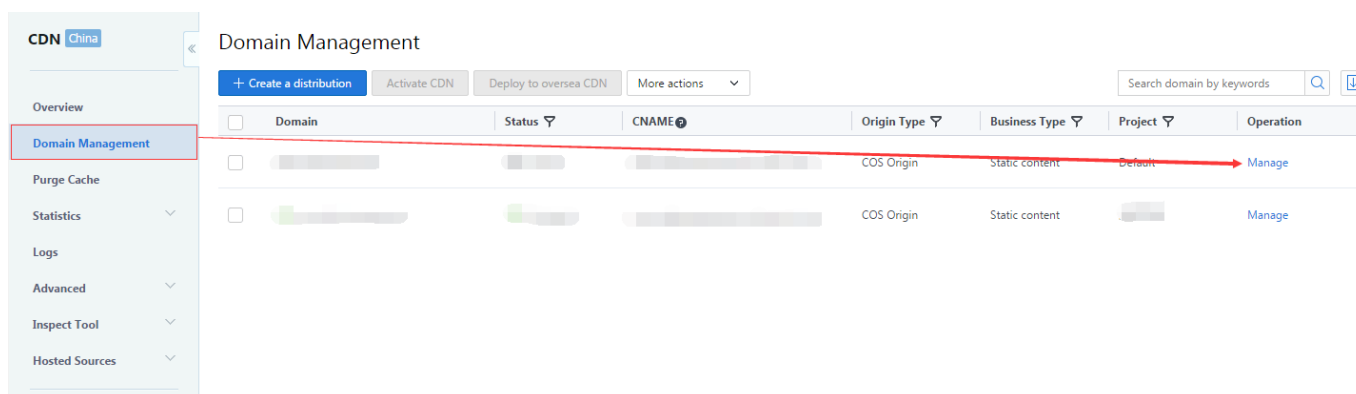 CDN China
Domain Management
+ Create a distribution Activate CDN Deploy to oversea CDN More actions Search domain by keywords
Overview
Domain Management
Purge Cache
Statistics
Logs
Advanced
Inspect Tool
Hosted Sources
Domain Status CNAME Origin Type Business Type Project Operation
COS Origin Static content Default Manage
COS Origin Static content Manage